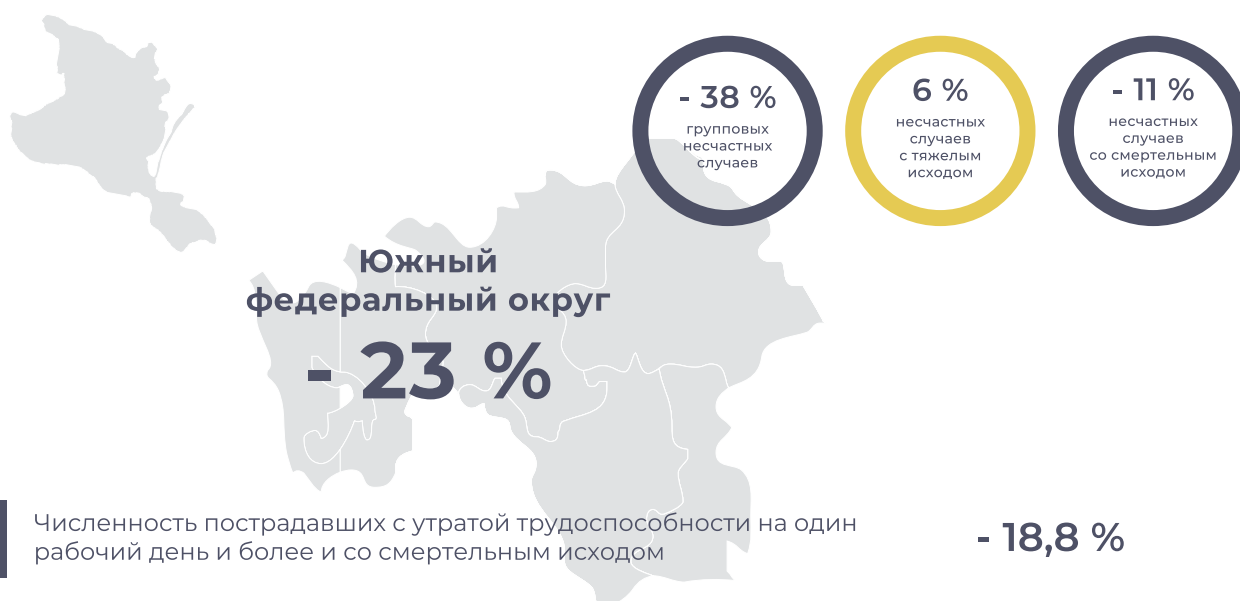 - 38 %
групповых
несчастных
случаев
6 %
несчастных
случаев
с тяжелым
исходом
- 11 %
несчастных
случаев
со смертельным
исходом
Южный
федеральный округ
- 23 %
Численность пострадавших с утратой трудоспособности на один
рабочий день и более и со смертельным исходом
- 18,8 %